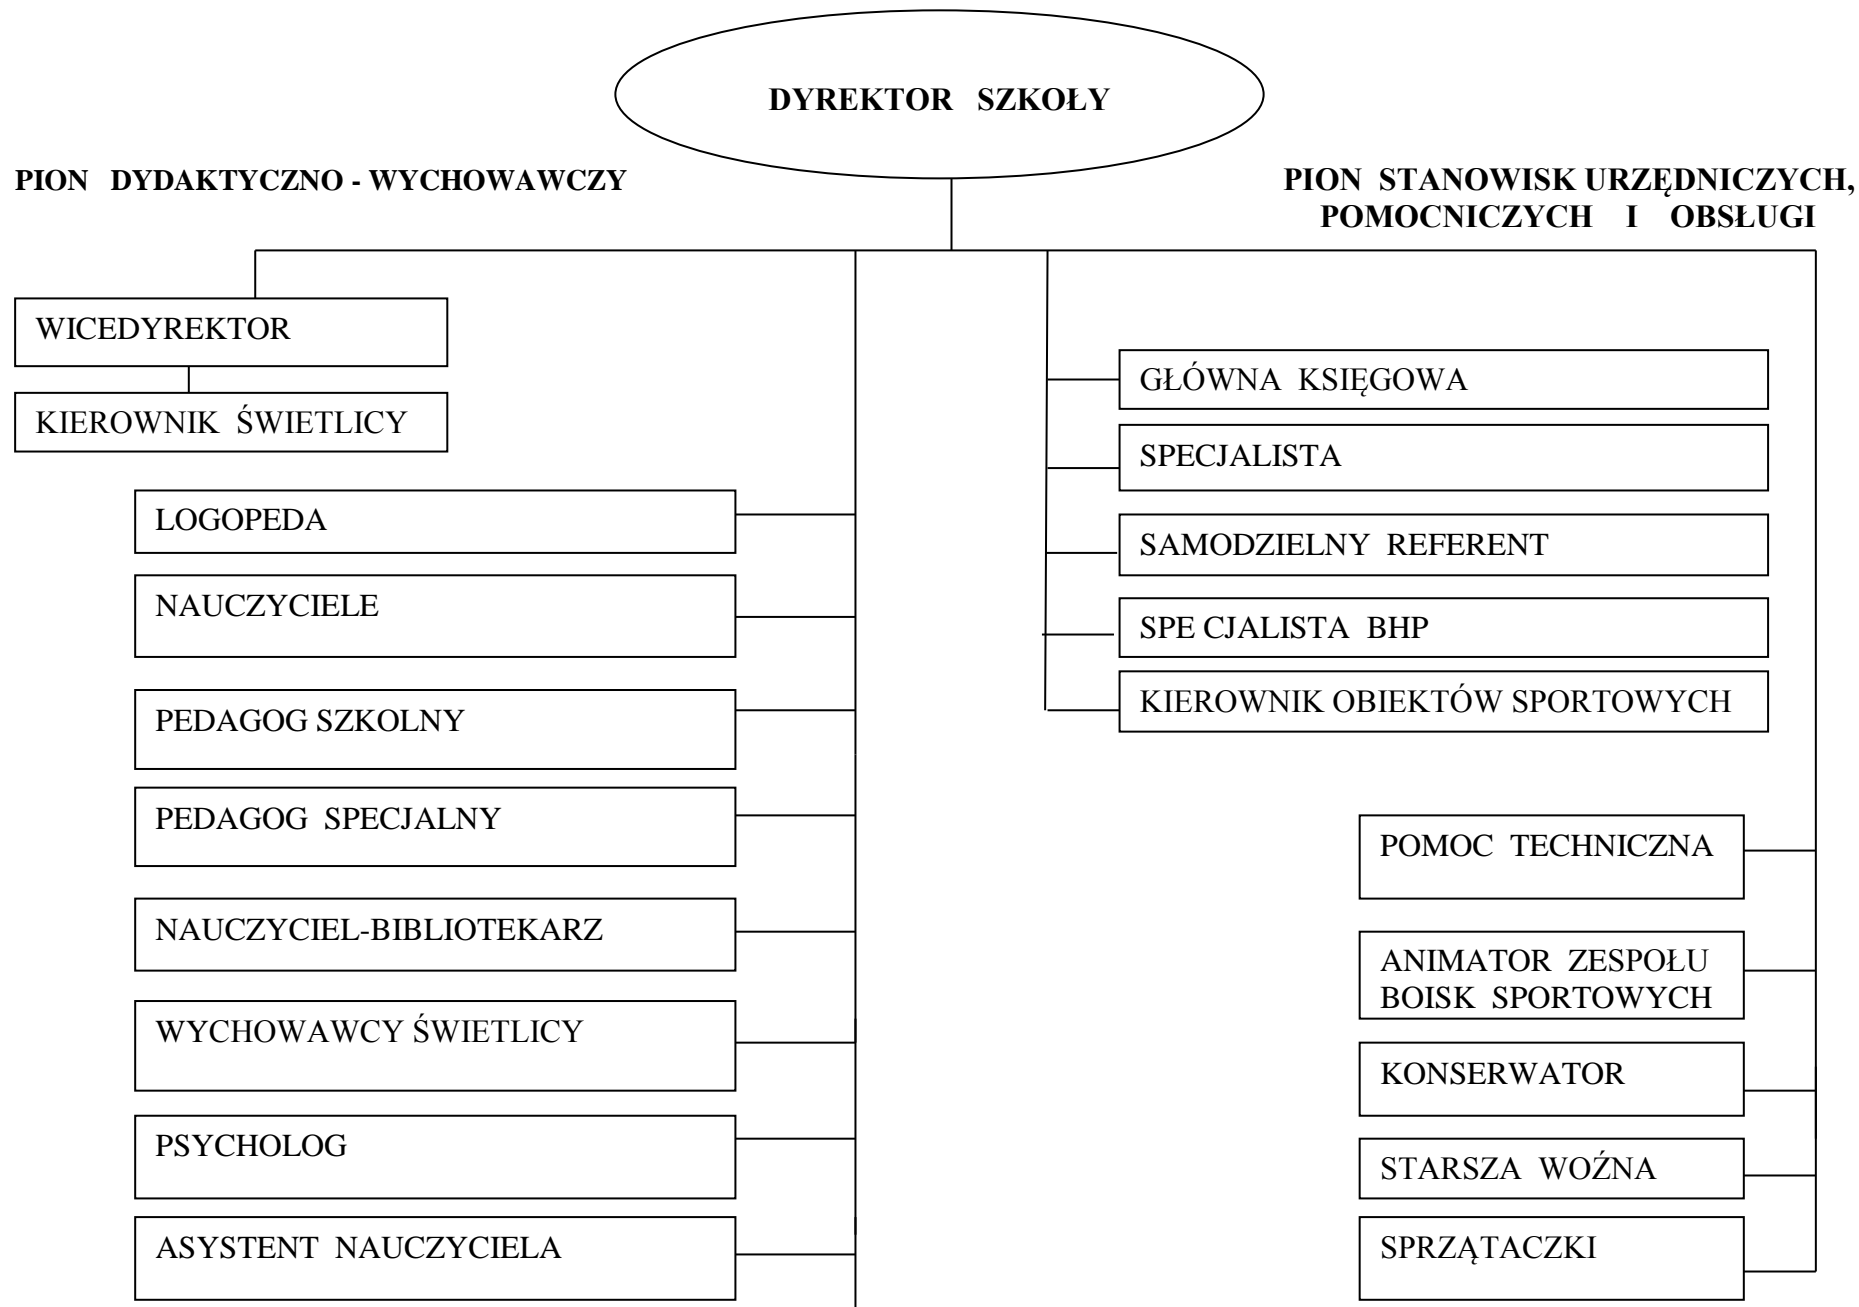 DYREKTOR SZKOŁY
PION DYDAKTYCZNO - WYCHOWAWCZY
PION STANOWISK URZĘDNICZYCH,
POMOCNICZYCH I OBSŁUGI
WICEDYREKTOR
KIEROWNIK ŚWIETLICY
LOGOPEDA
NAUCZYCIELE
PEDAGOG SZKOLNY
PEDAGOG SPECJALNY
NAUCZYCIEL-BIBLIOTEKARZ
WYCHOWAWCY ŚWIETLICY
PSYCHOLOG
ASYSTENT NAUCZYCIELA
GŁÓWNA KSIĘGOWA
SPECJALISTA
SAMODZIELNY REFERENT
SPE CJALISTA BHP
KIEROWNIK OBIEKTÓW SPORTOWYCH
POMOC TECHNICZNA
ANIMATOR ZESPOŁU
BOISK SPORTOWYCH
KONSERWATOR
STARSZA WOŹNA
SPRZĄTACZKI